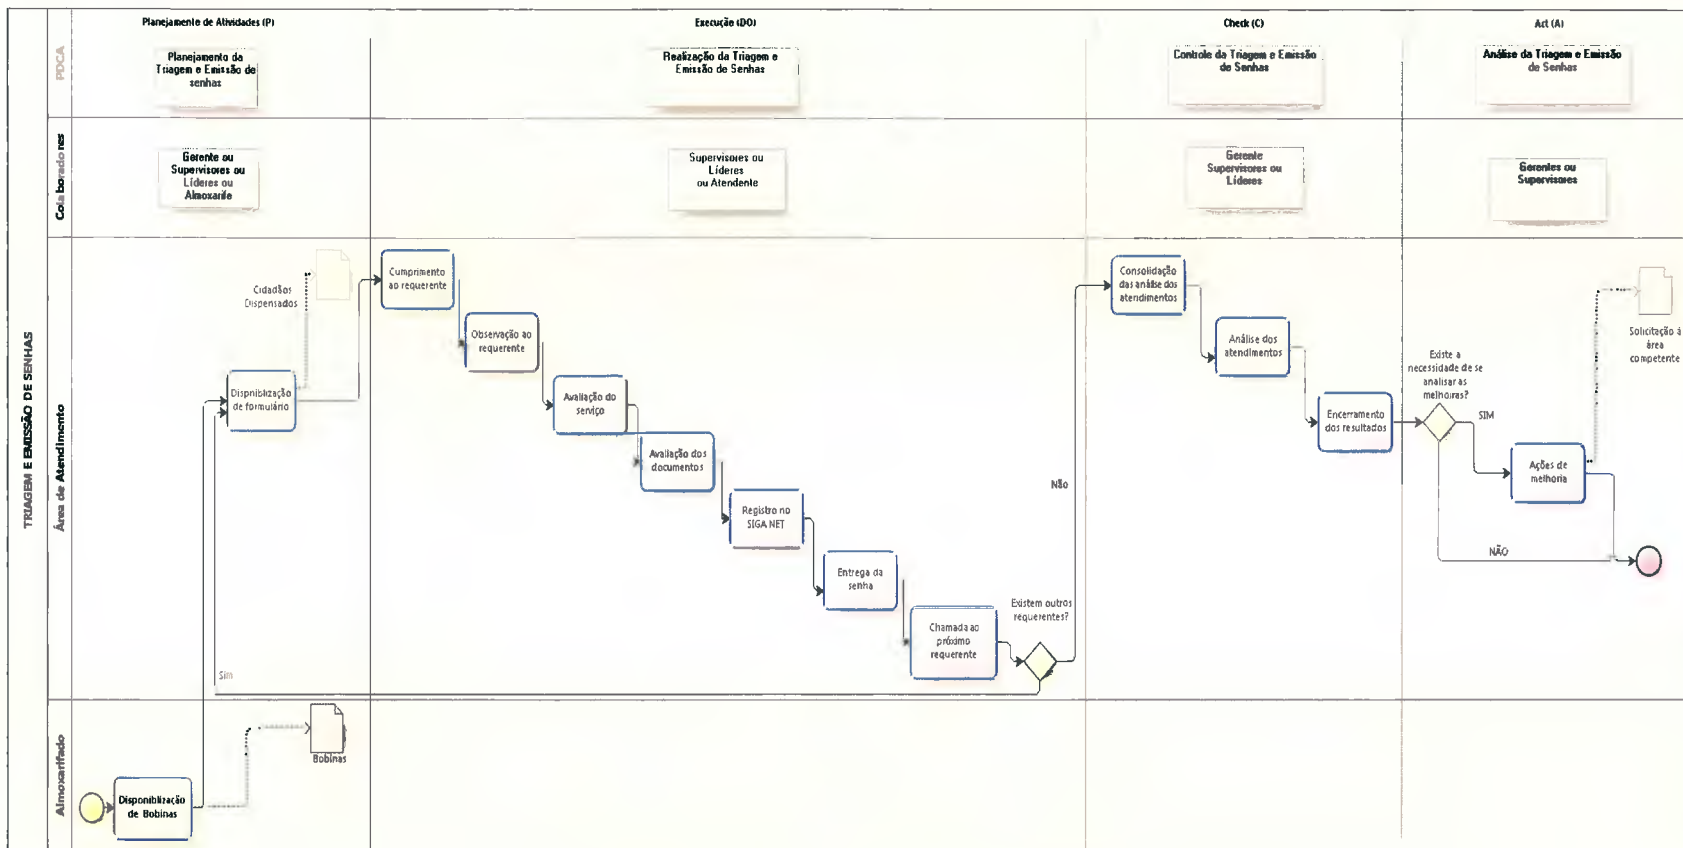 Planejamento de Atividades (P)
Execução (DO)
Check (C)
Act (A)
PDCA
Planejamento da
Triagem e Emissão de
senhas
Realização da Triagem e
Emissão de Senhas
Controle da Triagem e Emissão
de Senhas
Análise da Triagem e Emissão
de Senhas
Colaboradores
Gerente ou
Supervisores ou
Líderes ou
Almoxarife
Supervisores ou
Líderes
ou Atendente
Gerente
Supervisores ou
Líderes
Gerentes ou
Supervisores
TRIAGEM E EMISSÃO DE SENHAS
Área de Atendimento
Cidadãos
Dispensados
Dispniblização
de formulário
Cumprimento
ao requerente
Observação ao
requerente
Avaliação do
serviço
Avaliação dos
documentos
Registro no
SIGA NET
Entrega da
senha
Chamada ao
próximo
requerente
Existem outros
requerentes?
Sim
Não
Consolidação
das análise dos
atendimentos
Análise dos
atendimentos
Encerramento
dos resultados
Existe a
necessidade de se
analisar as
melhoiras?
SIM
NÃO
Ações de
melhoria
Solicitação à
área
competente
Almoxarifado
Disponiblização
de Bobinas
Bobinas